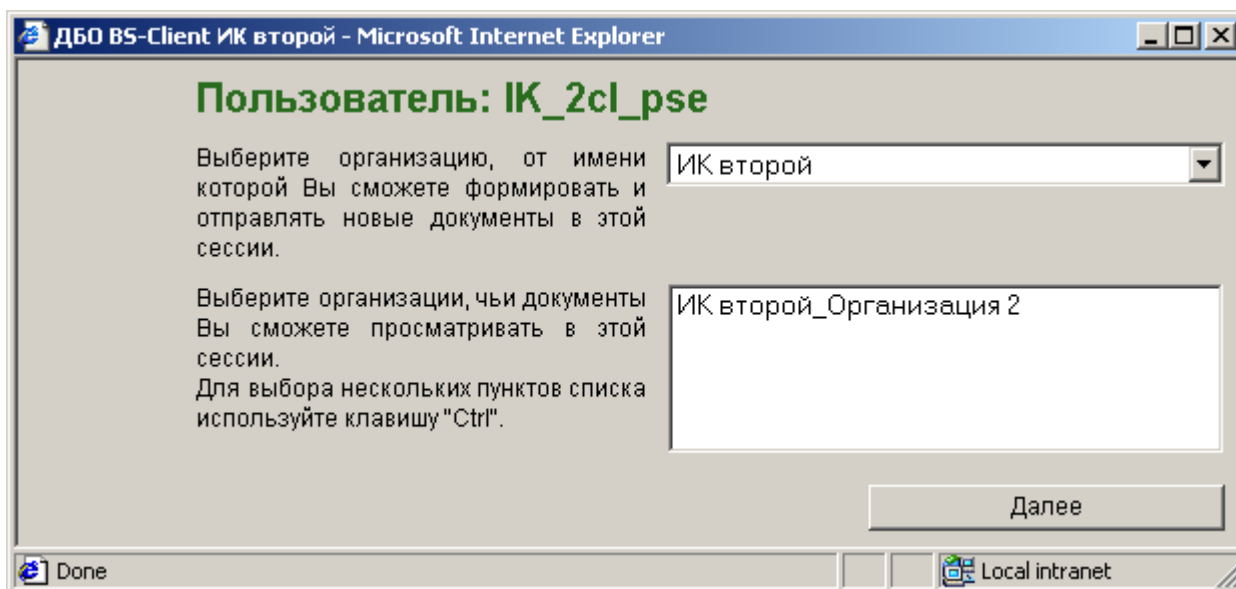 ДБО BS-Client ИК второй - Microsoft Internet Explorer
Пользователь: IK_2cl_pse
Выберите организацию, от имени
которой Вы сможете формировать и
отправлять новые документы в этой
сессии.
ИК второй
Выберите организации, чьи документы
Вы сможете просматривать в этой
сессии.
Для выбора нескольких пунктов списка
используйте клавишу "Ctrl".
ИК второй_Организация 2
Далее
Done
Local intranet